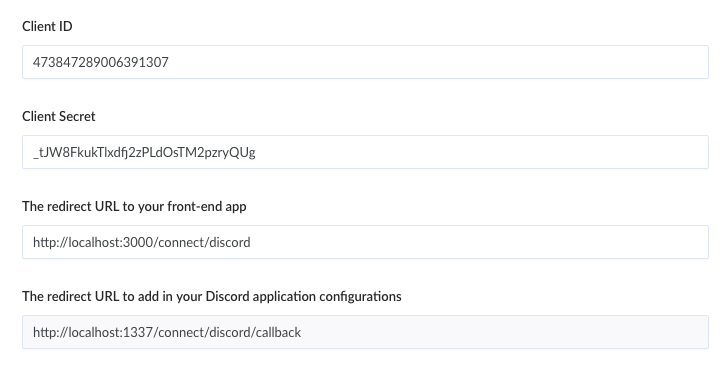 Client ID
473847289006391307
Client Secret
_tJW8FkukTlxdfj2zPLdOsTM2pzryQUg
The redirect URL to your front-end app
http://localhost:3000/connect/discord
The redirect URL to add in your Discord application configurations
http://localhost:1337/connect/discord/callback